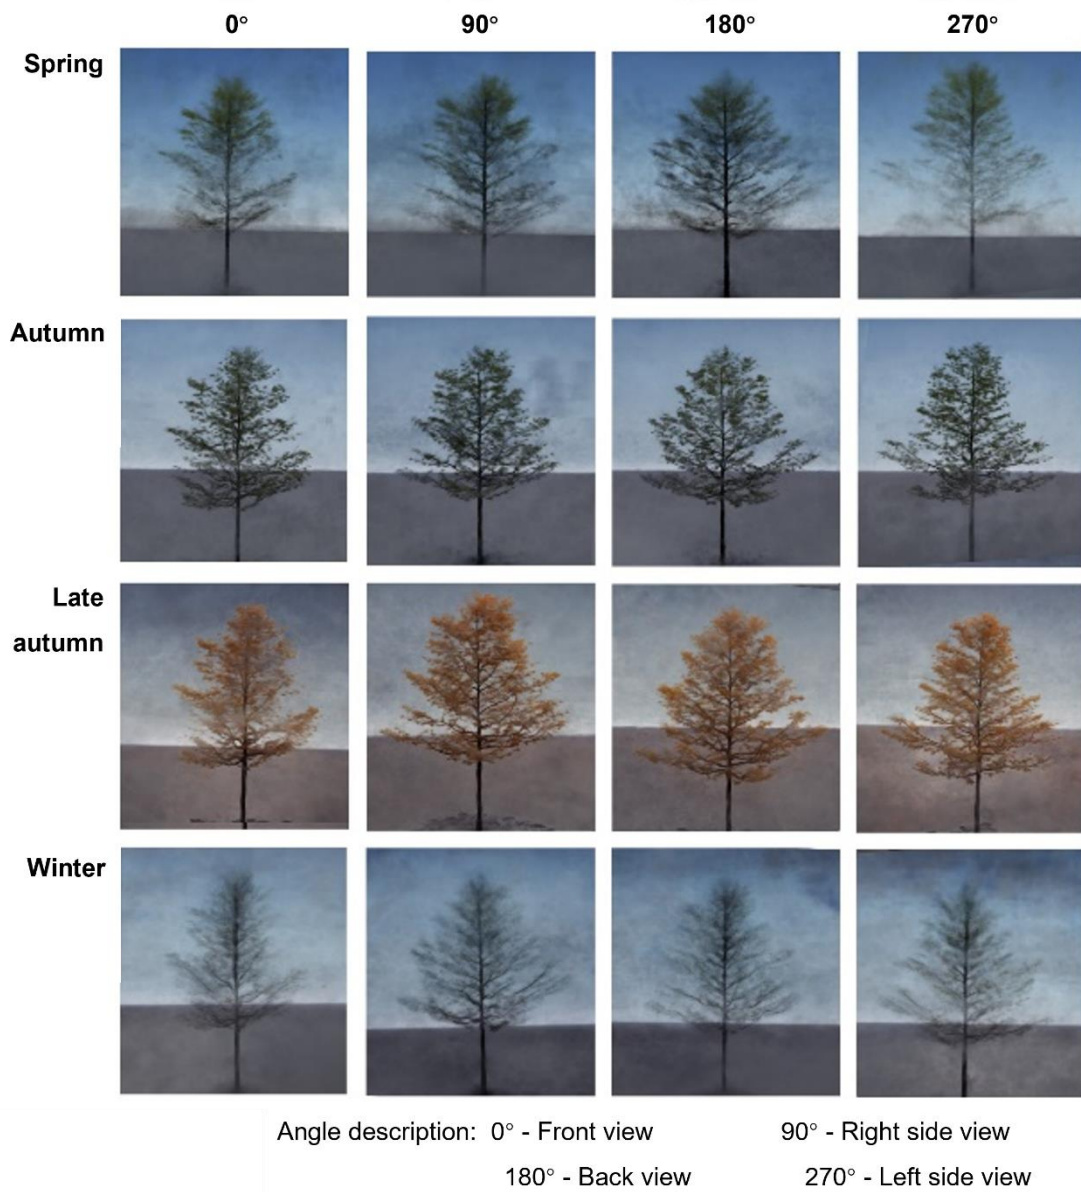 0° 90° 180° 270°
Spring
Autumn
Late
autumn
Winter
Angle description: 0° - Front view 90° - Right side view
180° - Back view 270° - Left side view